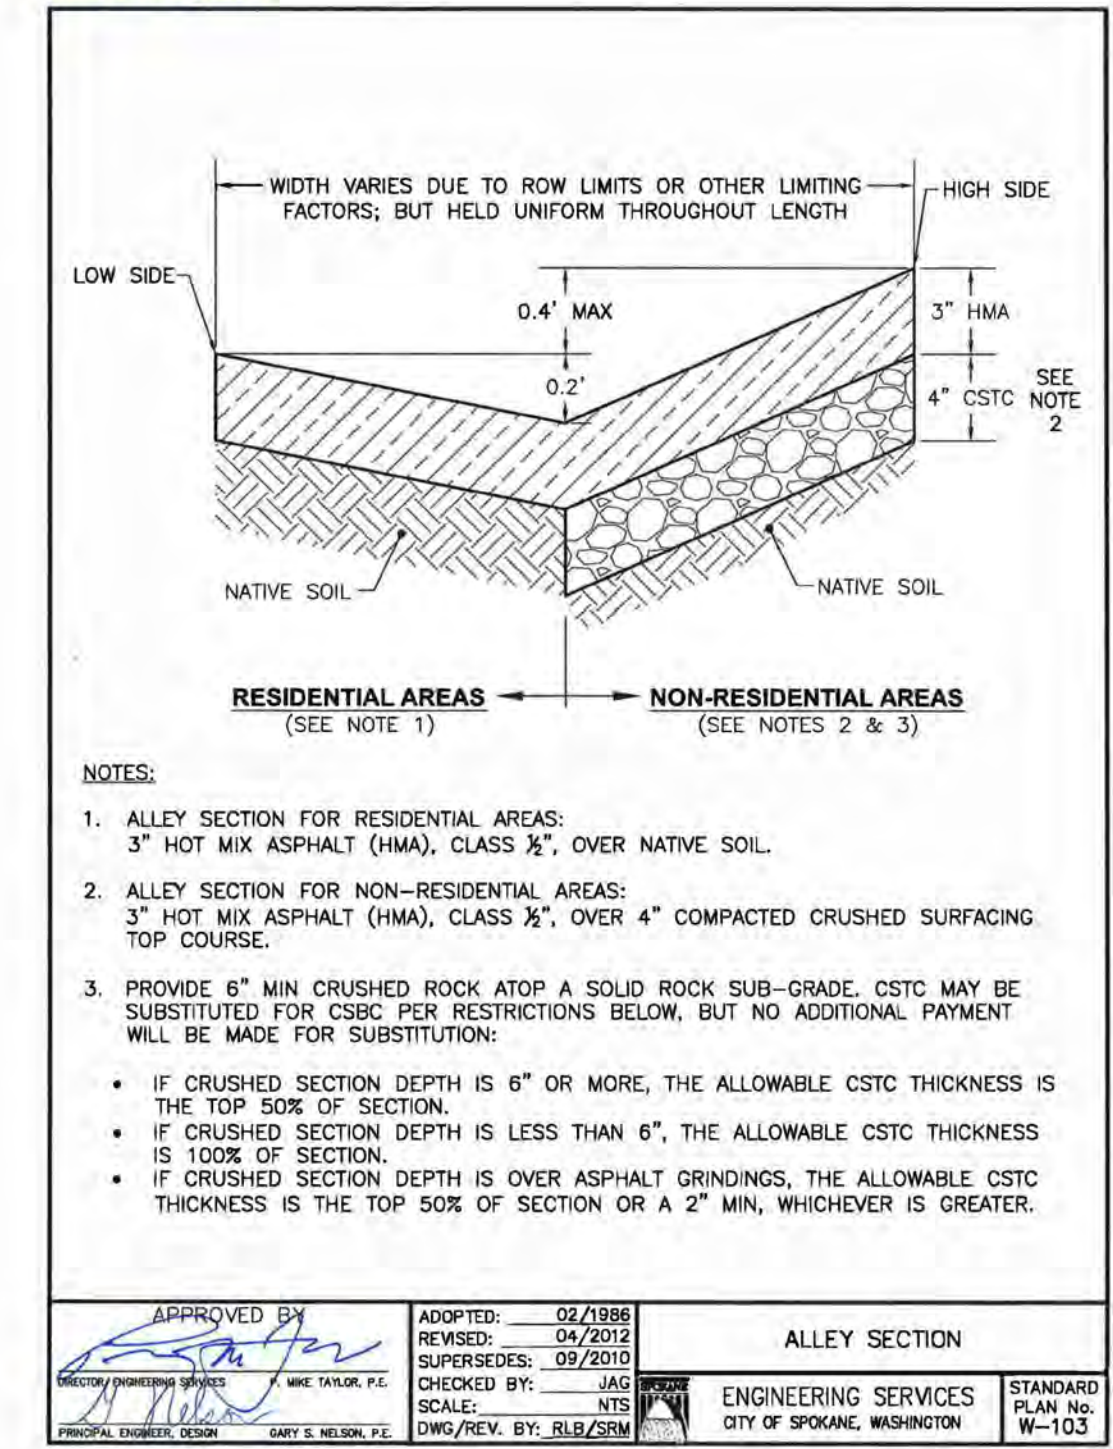 WIDTH VARIES DUE TO ROW LIMITS OR OTHER LIMITING
FACTORS; BUT HELD UNIFORM THROUGHOUT LENGTH
HIGH SIDE
LOW SIDE
0.4' MAX
3" HMA
0.2'
4" CSTC
SEE
NOTE
2
NATIVE SOIL
NATIVE SOIL
RESIDENTIAL AREAS
(SEE NOTE 1)
NON-RESIDENTIAL AREAS
(SEE NOTES 2 & 3)
NOTES:
1. ALLEY SECTION FOR RESIDENTIAL AREAS:
3" HOT MIX ASPHALT (HMA), CLASS ½", OVER NATIVE SOIL.
2. ALLEY SECTION FOR NON-RESIDENTIAL AREAS:
3" HOT MIX ASPHALT (HMA), CLASS ½", OVER 4" COMPACTED CRUSHED SURFACING
TOP COURSE.
3. PROVIDE 6" MIN CRUSHED ROCK ATOP A SOLID ROCK SUB-GRADE. CSTC MAY BE
SUBSTITUTED FOR CSBC PER RESTRICTIONS BELOW, BUT NO ADDITIONAL PAYMENT
WILL BE MADE FOR SUBSTITUTION:
• IF CRUSHED SECTION DEPTH IS 6" OR MORE, THE ALLOWABLE CSTC THICKNESS IS
THE TOP 50% OF SECTION.
• IF CRUSHED SECTION DEPTH IS LESS THAN 6", THE ALLOWABLE CSTC THICKNESS
IS 100% OF SECTION.
• IF CRUSHED SECTION DEPTH IS OVER ASPHALT GRINDINGS, THE ALLOWABLE CSTC
THICKNESS IS THE TOP 50% OF SECTION OR A 2" MIN, WHICHEVER IS GREATER.
APPROVED BY
DIRECTOR, ENGINEERING SERVICES P. MIKE TAYLOR, P.E.
PRINCIPAL ENGINEER, DESIGN GARY S. NELSON, P.E.
ADOPTED: 02/1986
REVISED: 04/2012
SUPERSEDES: 09/2010
CHECKED BY: JAG
SCALE: NTS
DWG/REV. BY: RLB/SRM
ALLEY SECTION
SPOKANE
ENGINEERING SERVICES
CITY OF SPOKANE, WASHINGTON
STANDARD
PLAN No.
W-103